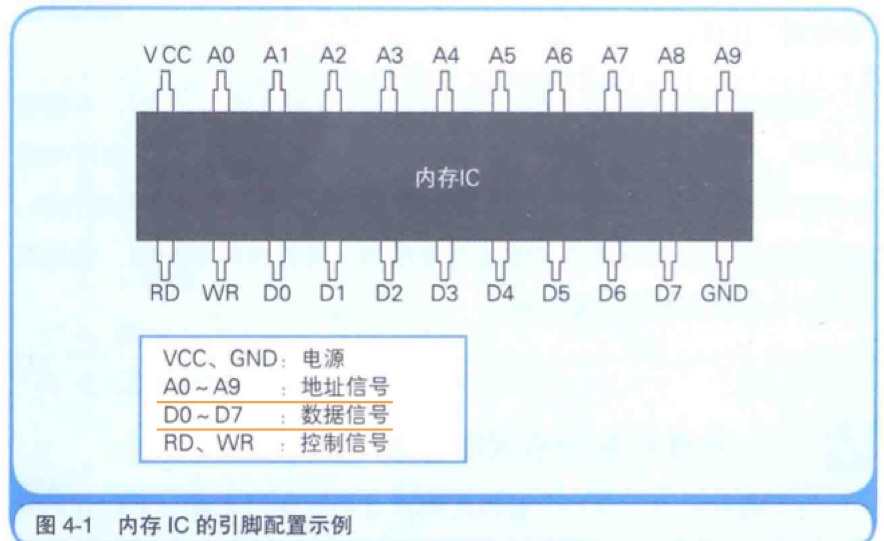 VCC A0 A1 A2 A3 A4 A5 A6 A7 A8 A9
内存IC
RD WR D0 D1 D2 D3 D4 D5 D6 D7 GND
VCC、GND：电源
A0~A9 ：地址信号
D0~D7 ：数据信号
RD、WR ：控制信号
图 4-1 内存 IC 的引脚配置示例